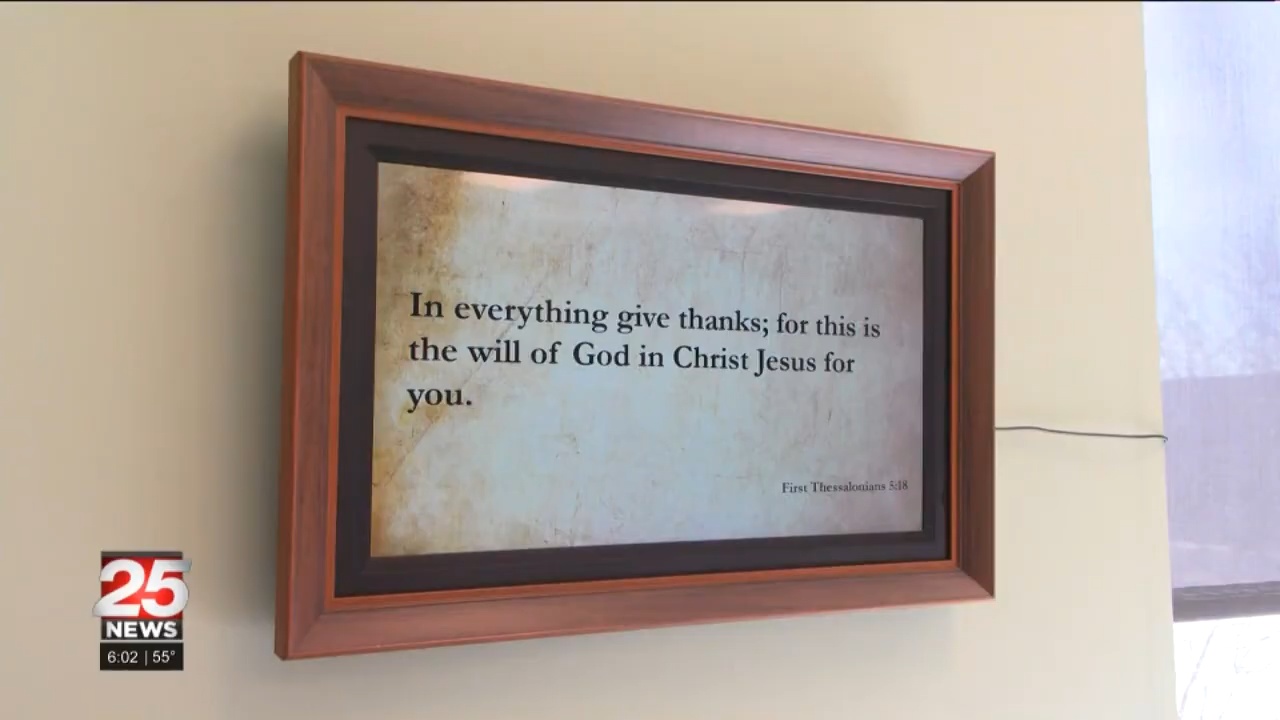 In everything give thanks; for this is
the will of God in Christ Jesus for
you.
First Thessalonians 5:18
25
NEWS
6:02 | 55°